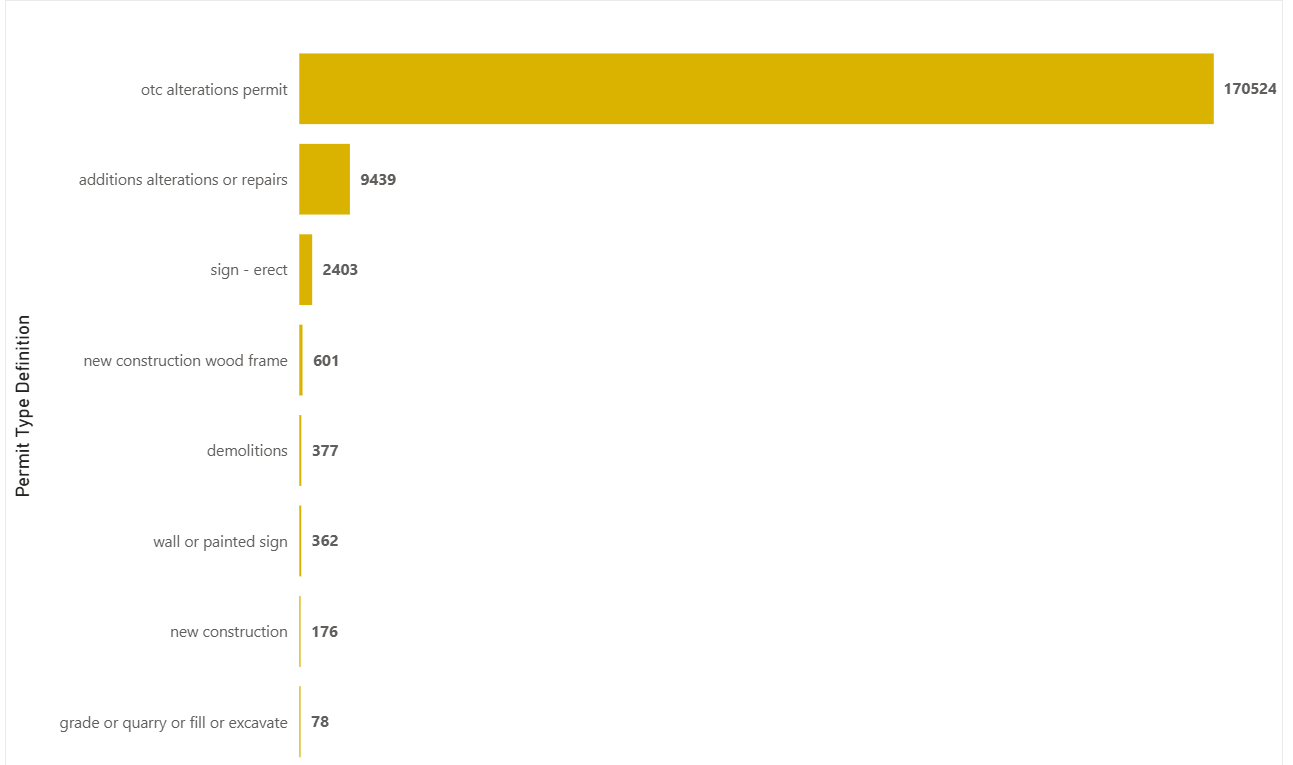 otc alterations permit 170524
additions alterations or repairs 9439
sign - erect 2403
new construction wood frame 601
demolitions 377
wall or painted sign 362
new construction 176
grade or quarry or fill or excavate 78
Permit Type Definition